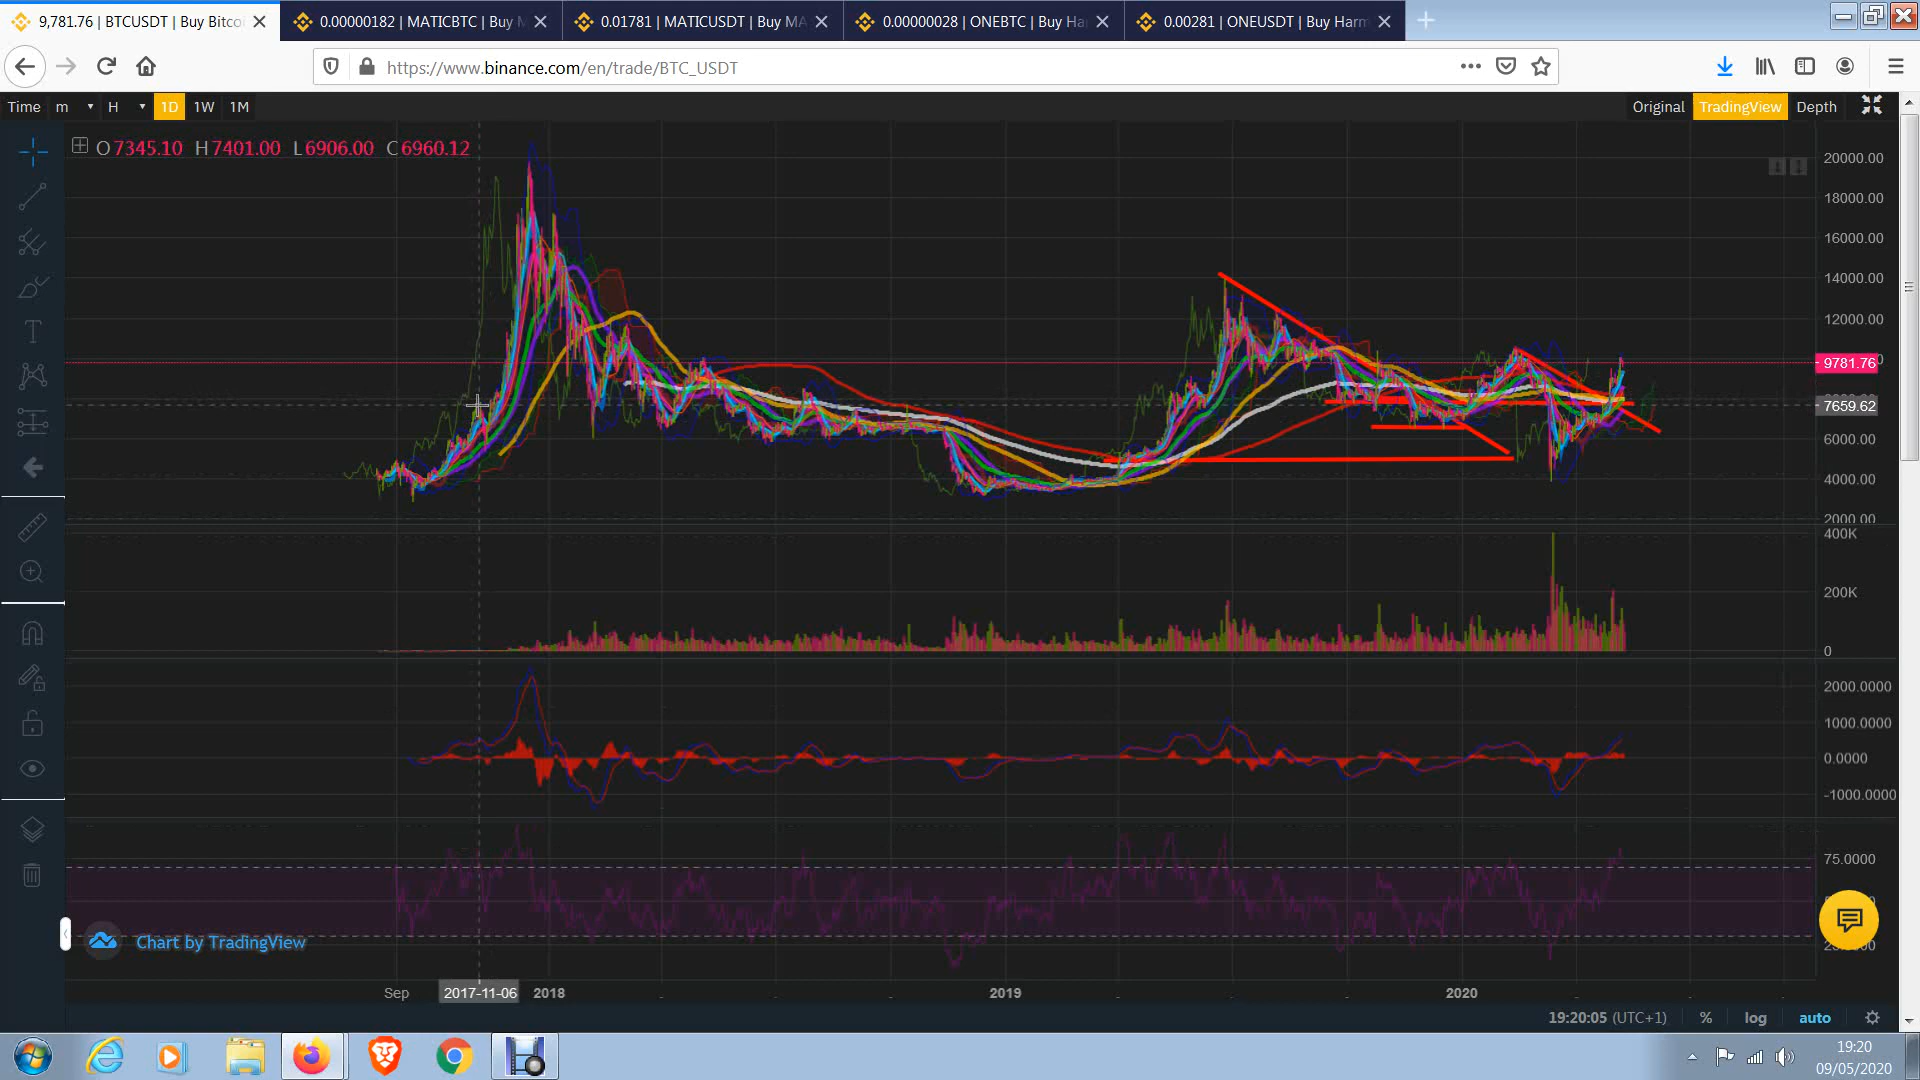 9,781.76 | BTCUSDT | Buy Bitco
0.00000182 | MATICBTC | Buy M
0.01781 | MATICUSDT | Buy MA
0.00000028 | ONEBTC | Buy Ha
0.00281 | ONEUSDT | Buy Harm
https://www.binance.com/en/trade/BTC_USDT
Time m H 1D 1W 1M
Original TradingView Depth
O 7345.10 H 7401.00 L 6906.00 C 6960.12
20000.00
18000.00
16000.00
14000.00
12000.00
9781.76
7659.62
6000.00
4000.00
2000.00
400K
200K
0
2000.0000
1000.0000
0.0000
-1000.0000
75.0000
Chart by TradingView
Sep 2017-11-06 2018 2019 2020
19:20:05 (UTC+1) % log auto
19:20
09/05/2020